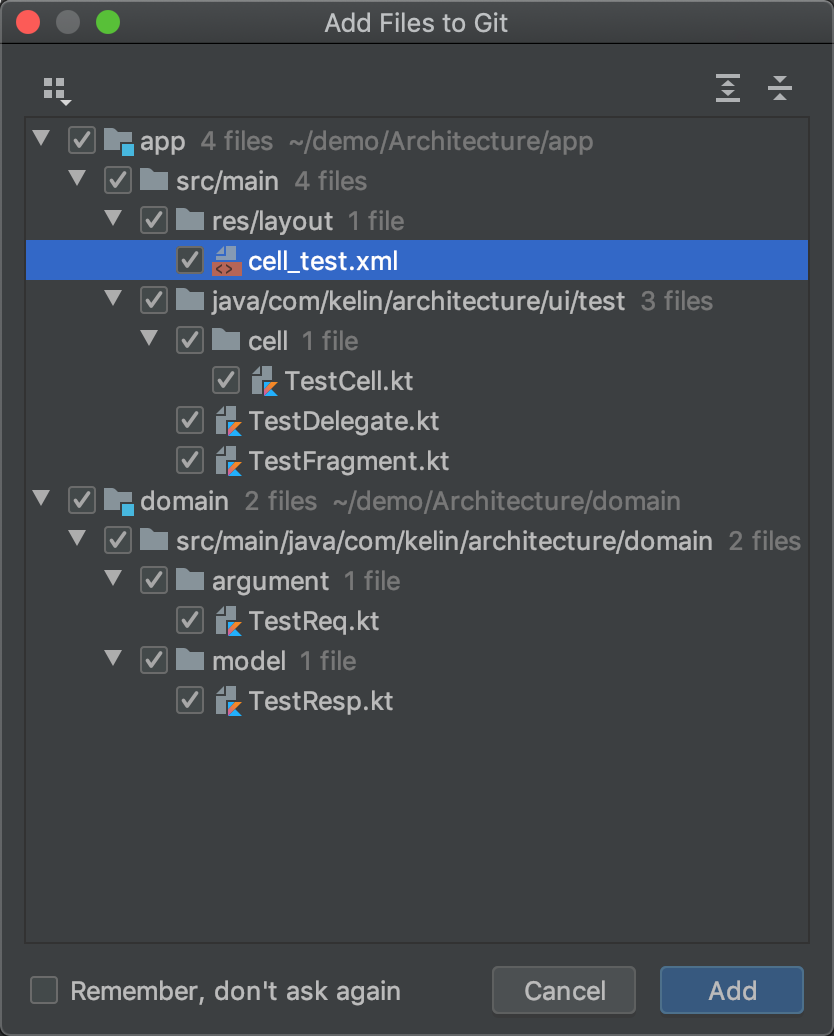 Add Files to Git
app 4 files ~/demo/Architecture/app
src/main 4 files
res/layout 1 file
cell_test.xml
java/com/kelin/architecture/ui/test 3 files
cell 1 file
TestCell.kt
TestDelegate.kt
TestFragment.kt
domain 2 files ~/demo/Architecture/domain
src/main/java/com/kelin/architecture/domain 2 files
argument 1 file
TestReq.kt
model 1 file
TestResp.kt
Remember, don't ask again Cancel Add